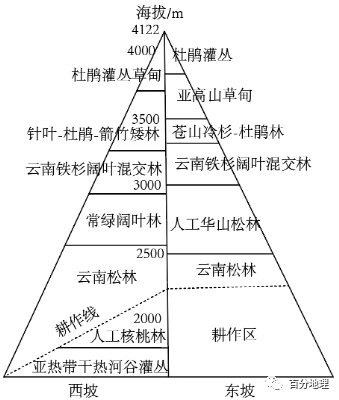 海拔/m
4122
4000
杜鹃灌丛
杜鹃灌丛草甸
亚高山草甸
3500
针叶-杜鹃-箭竹矮林
苍山冷杉-杜鹃林
云南铁杉阔叶混交林
云南铁杉阔叶混交林
3000
常绿阔叶林
人工华山松林
2500
云南松林
云南松林
耕作线
2000
人工核桃林
耕作区
亚热带干热河谷灌丛
西坡
东坡
百分地理